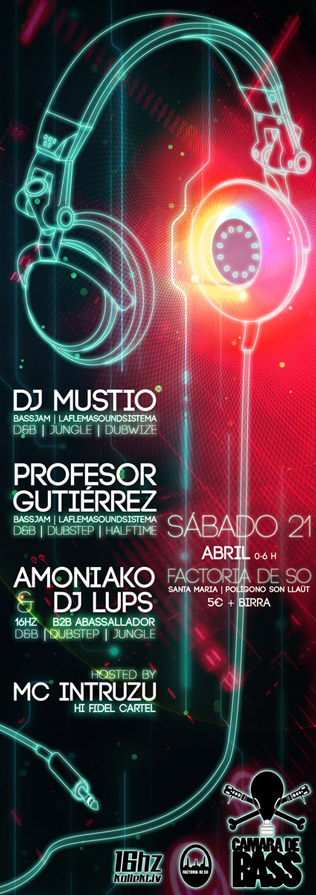 DJ MUSTIO
BASSJAM | LAFLEMASOUNDSISTEMA
D&B | JUNGLE | DUBWIZE
PROFESOR
GUTIÉRREZ
BASSJAM | LAFLEMASOUNDSISTEMA
D&B | DUBSTEP | HALFTIME
AMONIAKO
& DJ LUPS
16HZ B2B ABASSALLADOR
D&B | DUBSTEP | JUNGLE
HOSTED BY
MC INTRUZU
HI FIDEL CARTEL
SÁBADO 21
ABRIL 0-6 H
FACTORIA DE SO
SANTA MARIA | POLÍGONO SON LLAÜT
5€ + BIRRA
16hz
kollektiv
FACTORIA DE SO
CAMARA DE
BASS